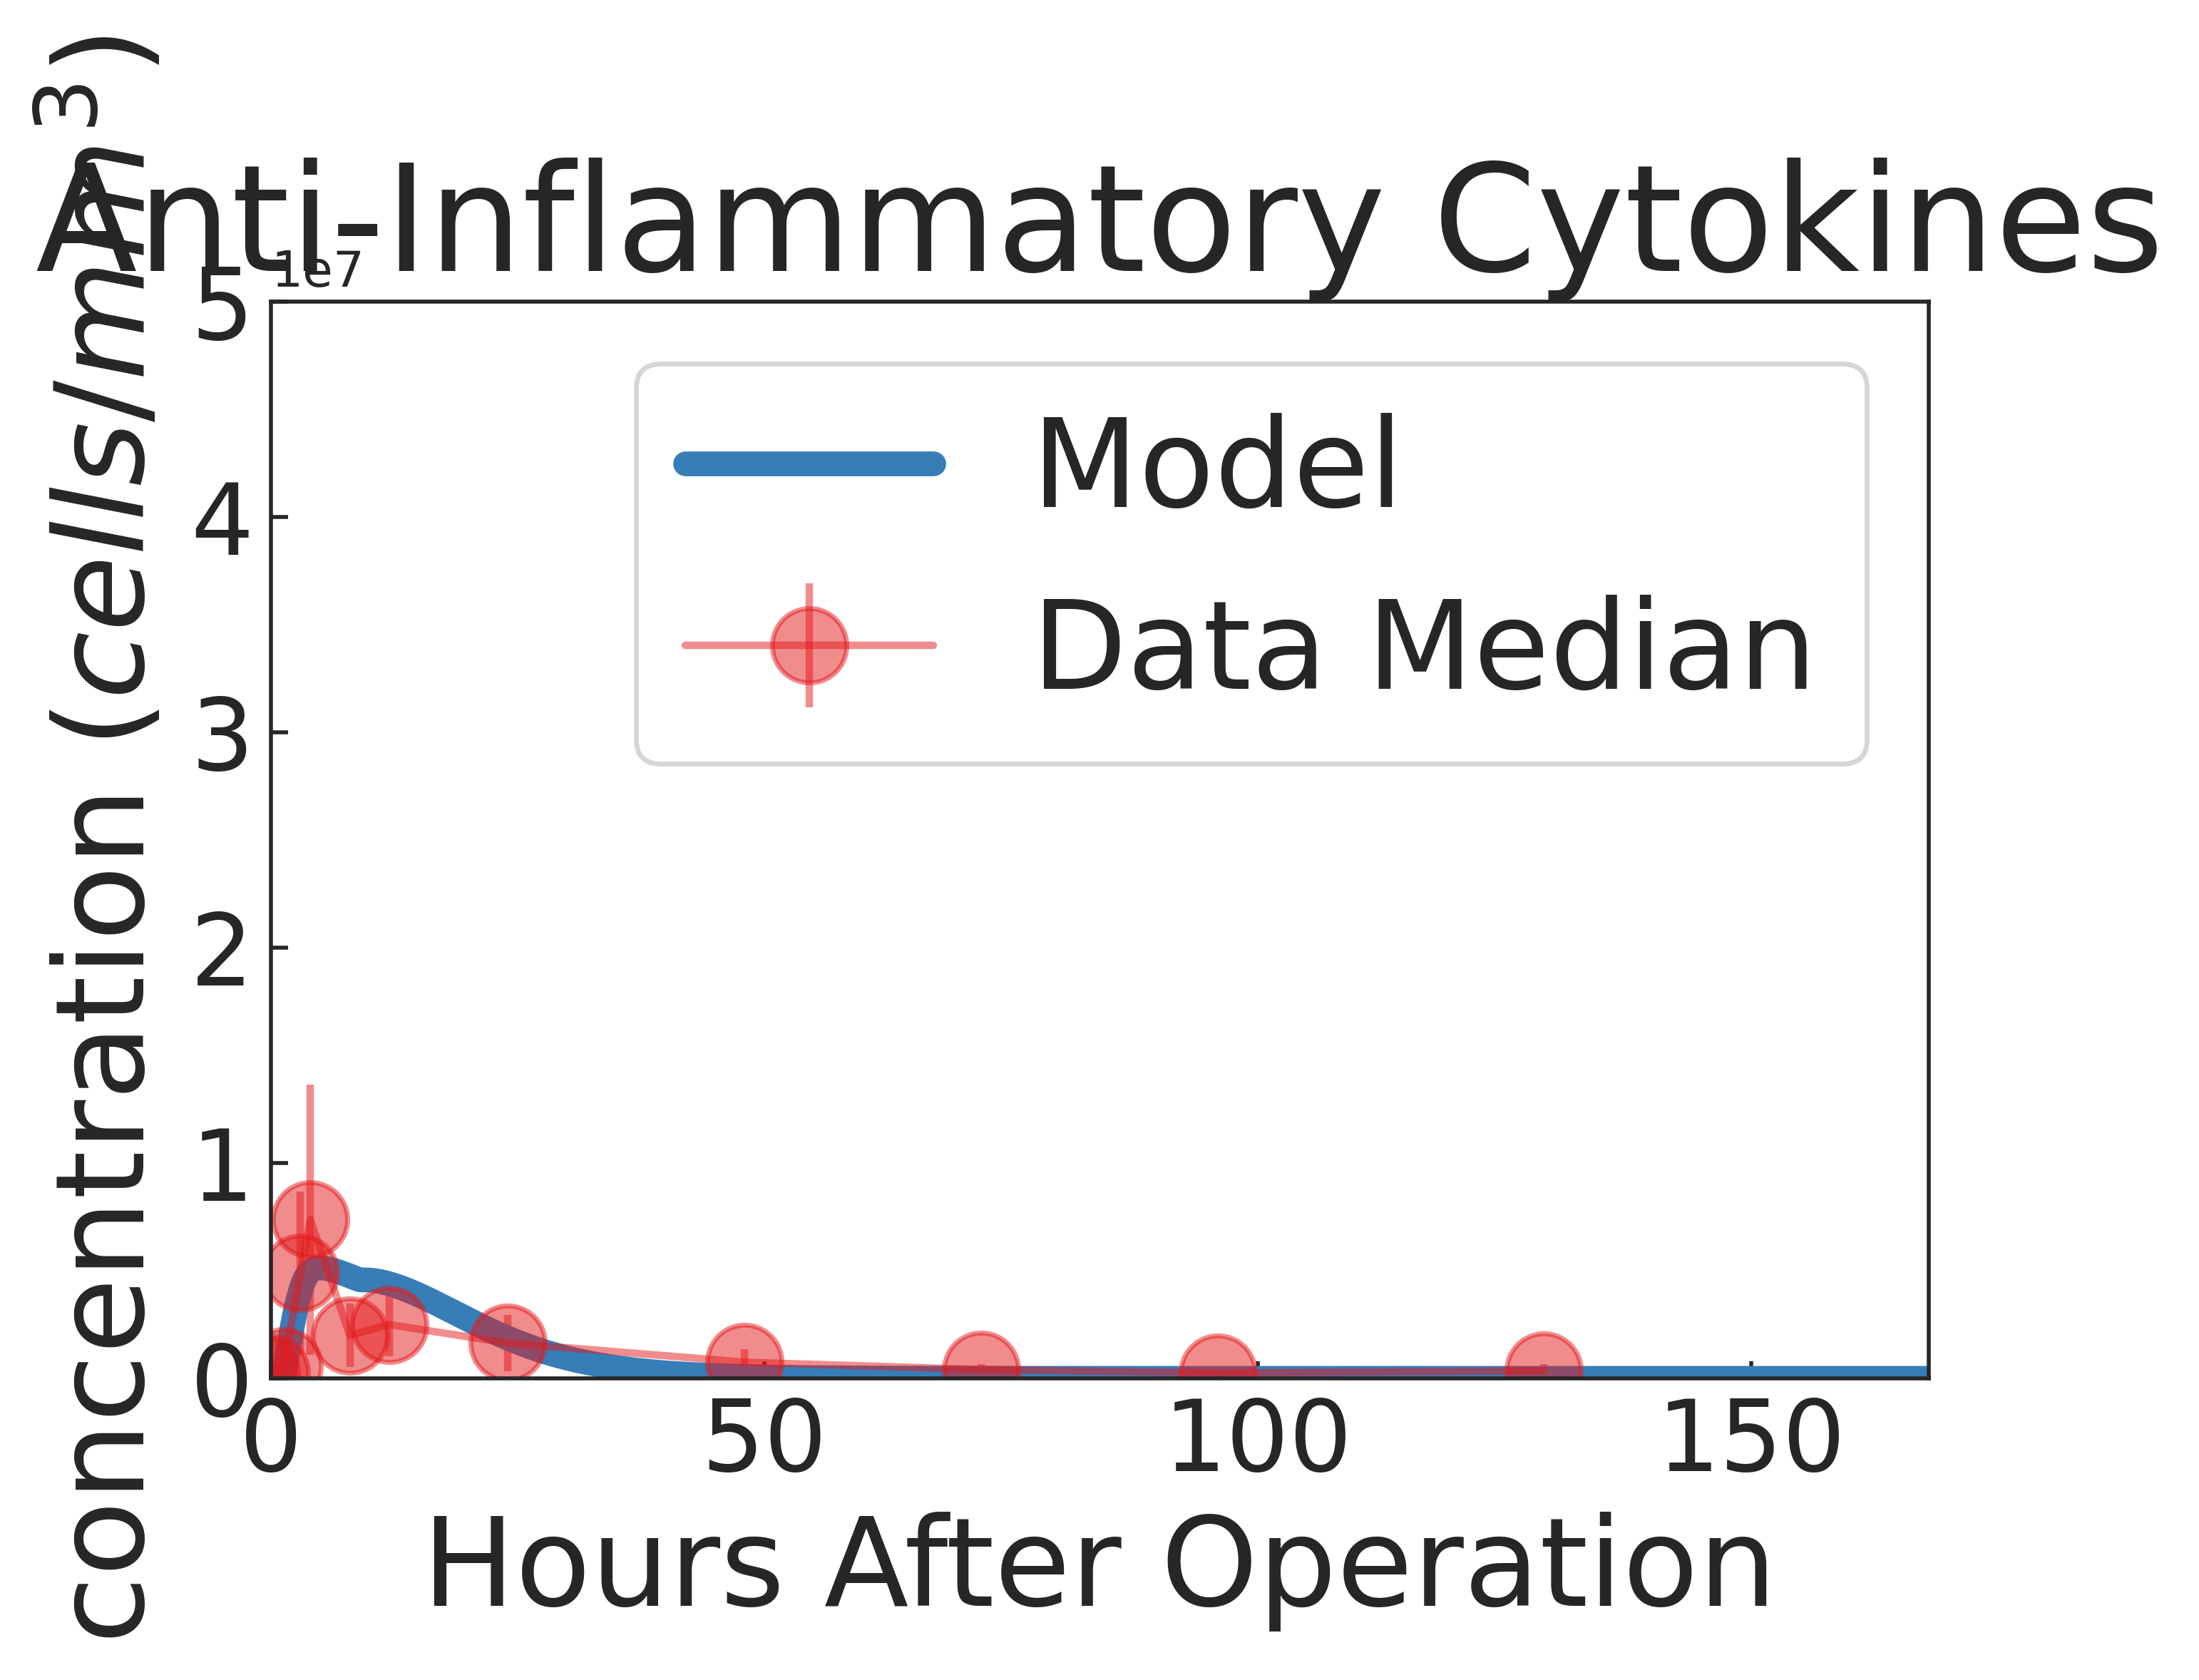 Anti-Inflammatory Cytokines
1e7
concentration (cells/mm3)
5
4
3
2
1
0
Model
Data Median
0 50 100 150
Hours After Operation